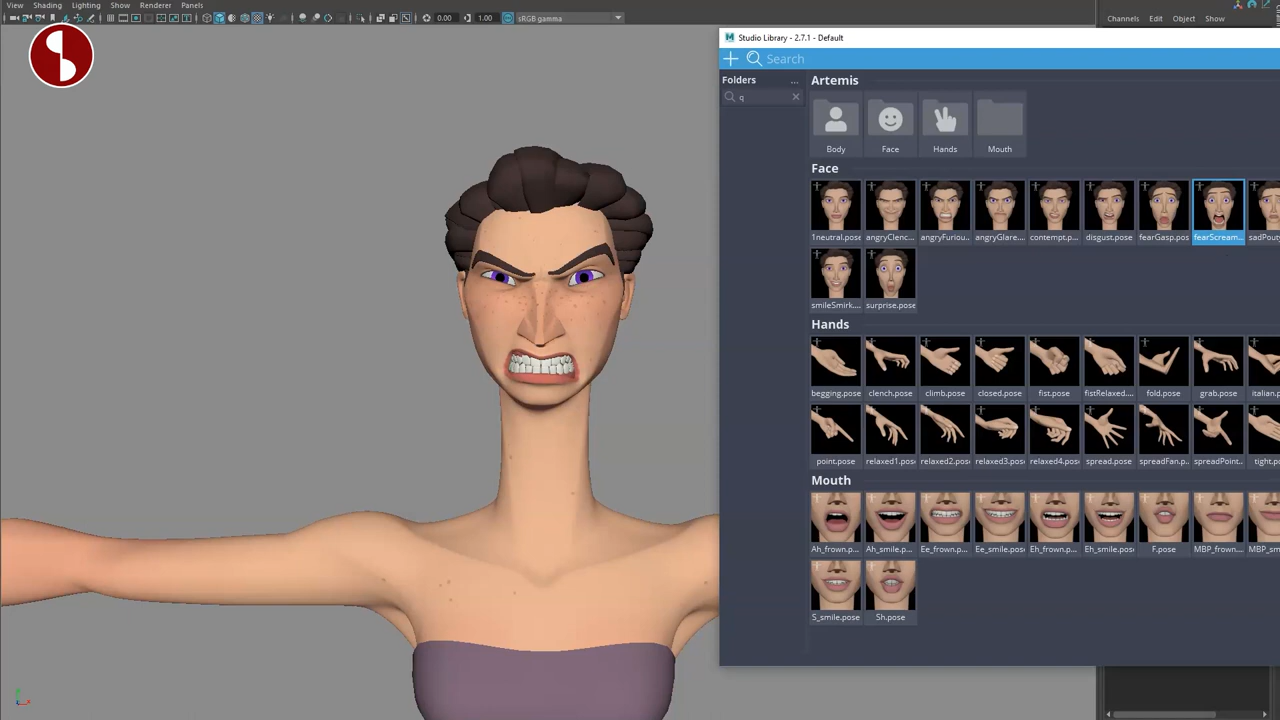 View Shading Lighting Show Renderer Panels
0.00 1.00 sRGB gamma
Channels Edit Object Show
Studio Library - 2.7.1 - Default
Search
Folders ...
q
Artemis
Body Face Hands Mouth
Face
1neutral.pose angryClenc... angryFuriou... angryGlare.... contempt.p... disgust.pose fearGasp.pos fearScream... sadPouty
smileSmirk.... surprise.pose
Hands
begging.pose clench.pose climb.pose closed.pose fist.pose fistRelaxed.... fold.pose grab.pose italian.po
point.pose relaxed1.pos relaxed2.pos relaxed3.pos relaxed4.pos spread.pose spreadFan.p.. spreadPoint.. tight.po
Mouth
Ah_frown.p... Ah_smile.p... Ee_frown.p... Ee_smile.pose Eh_frown.p... Eh_smile.pos F.pose MBP_frown.... MBP_sm
S_smile.pose Sh.pose